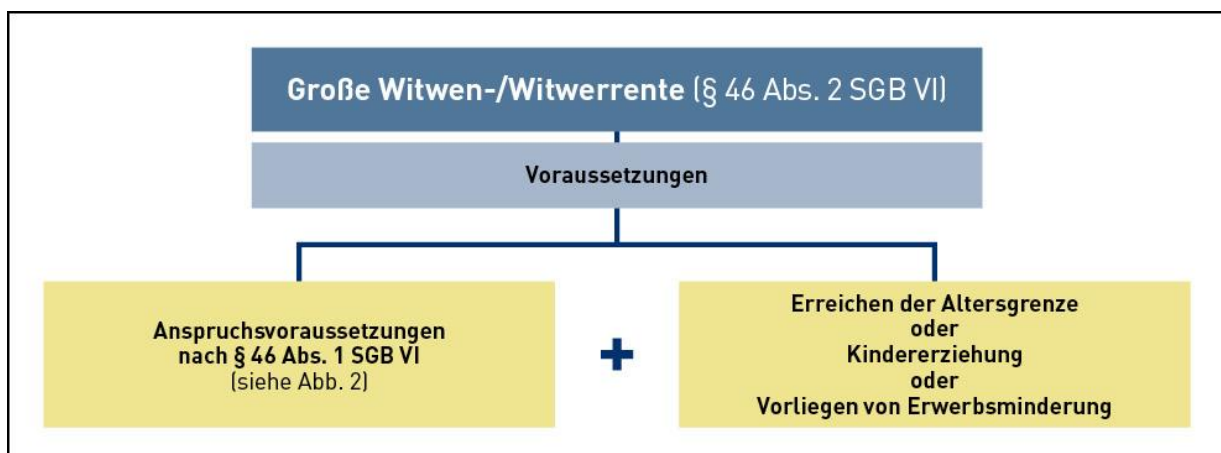 Große Witwen-/Witwerrente (§ 46 Abs. 2 SGB VI)
Voraussetzungen
Anspruchsvoraussetzungen
nach § 46 Abs. 1 SGB VI
(siehe Abb. 2)
+
Erreichen der Altersgrenze
oder
Kindererziehung
oder
Vorliegen von Erwerbsminderung